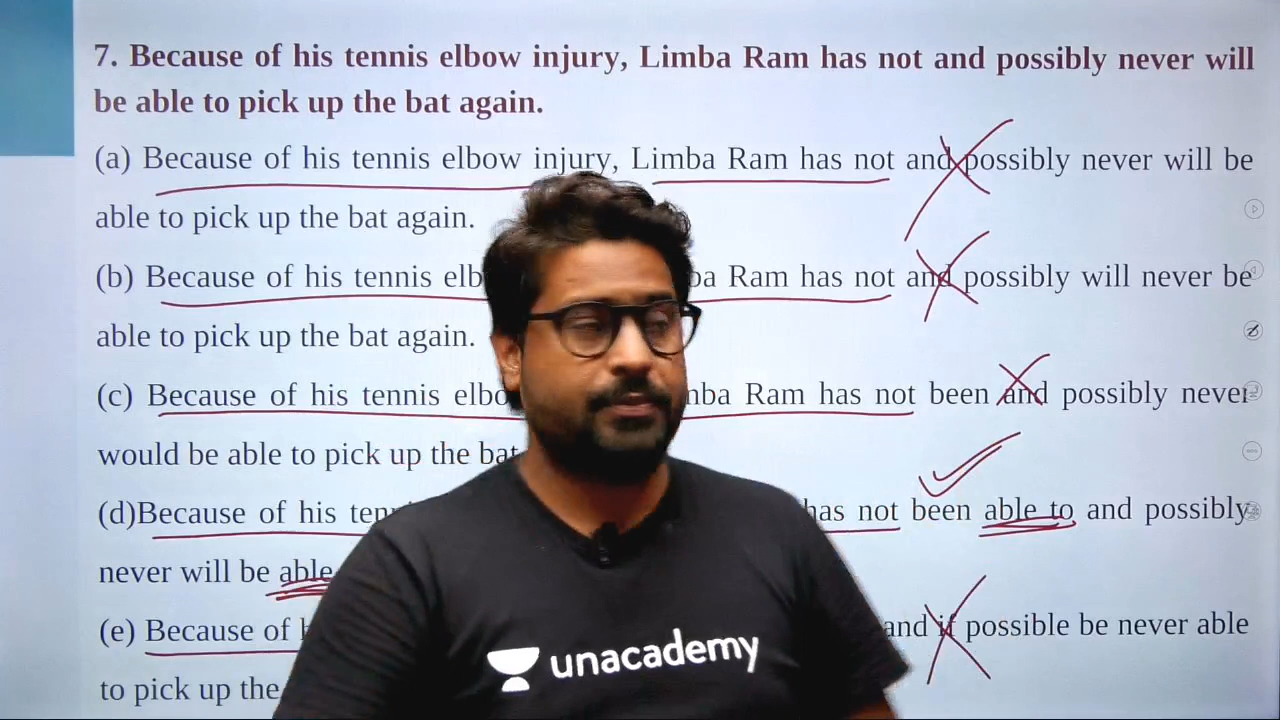 7. Because of his tennis elbow injury, Limba Ram has not and possibly never will
be able to pick up the bat again.
(a) Because of his tennis elbow injury, Limba Ram has not and possibly never will be
able to pick up the bat again.
(b) Because of his tennis Ram has not and possibly will never be
able to pick up the bat again.
(c) Because of his tennis Ram has not been and possibly never
would be able to pick up the bat
(d)Because of his has not been able to and possibly
never will be able
(e) Because of and if possible be never able
to pick up the
unacademy